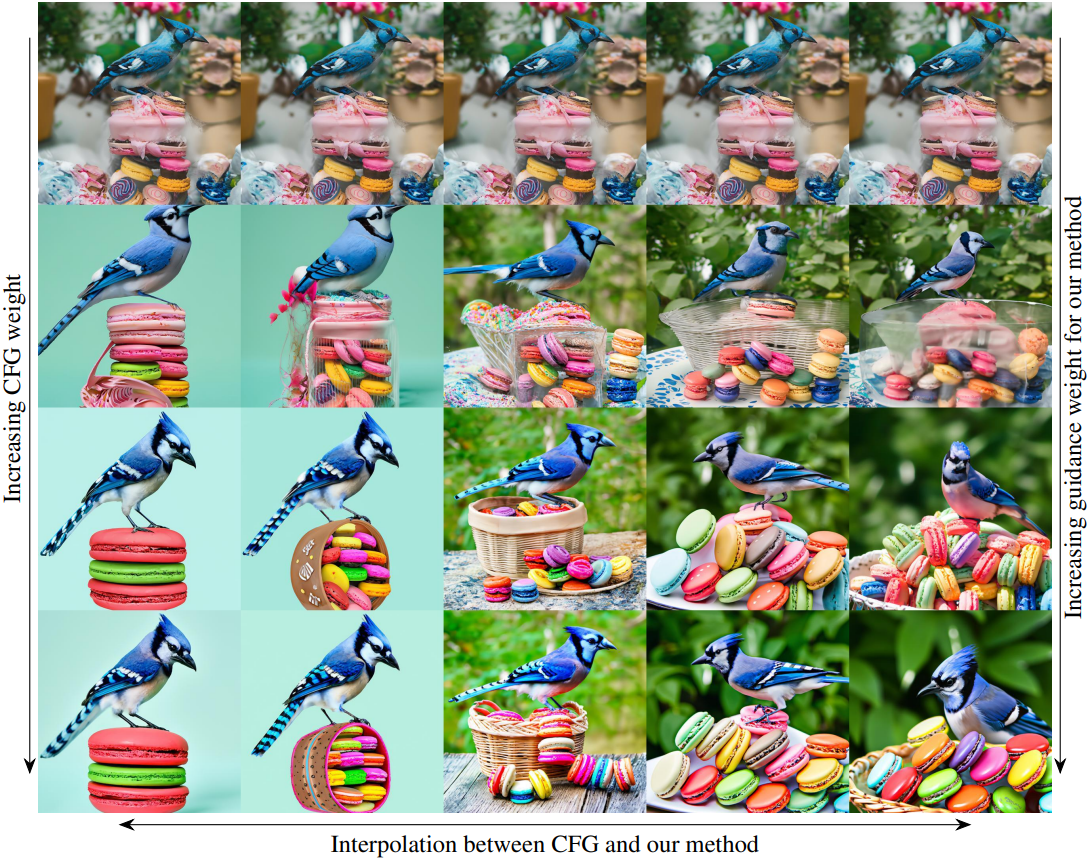 Increasing CFG weight
Increasing guidance weight for our method
Interpolation between CFG and our method